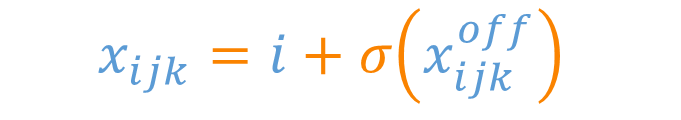 x_{ijk} = i + σ(x_{ijk}^{off})